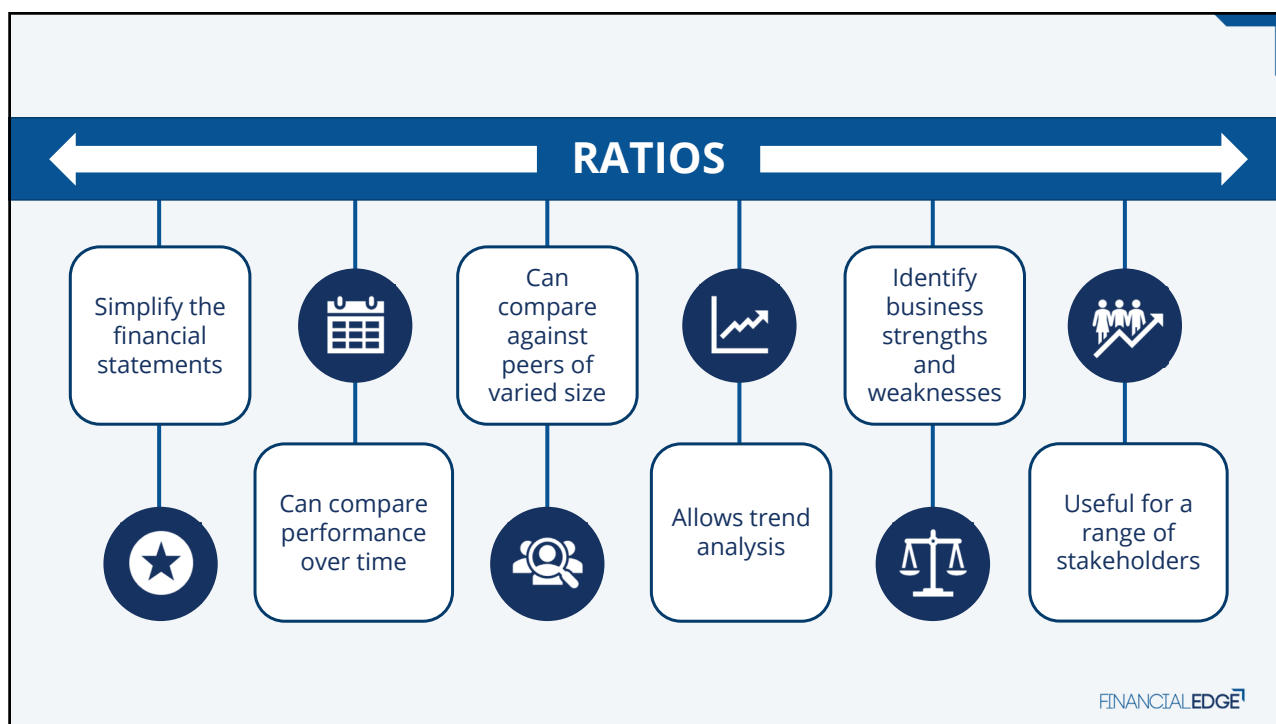 RATIOS
Simplify the
financial
statements
Can compare
performance
over time
Can
compare
against
peers of
varied size
Allows trend
analysis
Identify
business
strengths
and
weaknesses
Useful for a
range of
stakeholders
FINANCIALEDGE